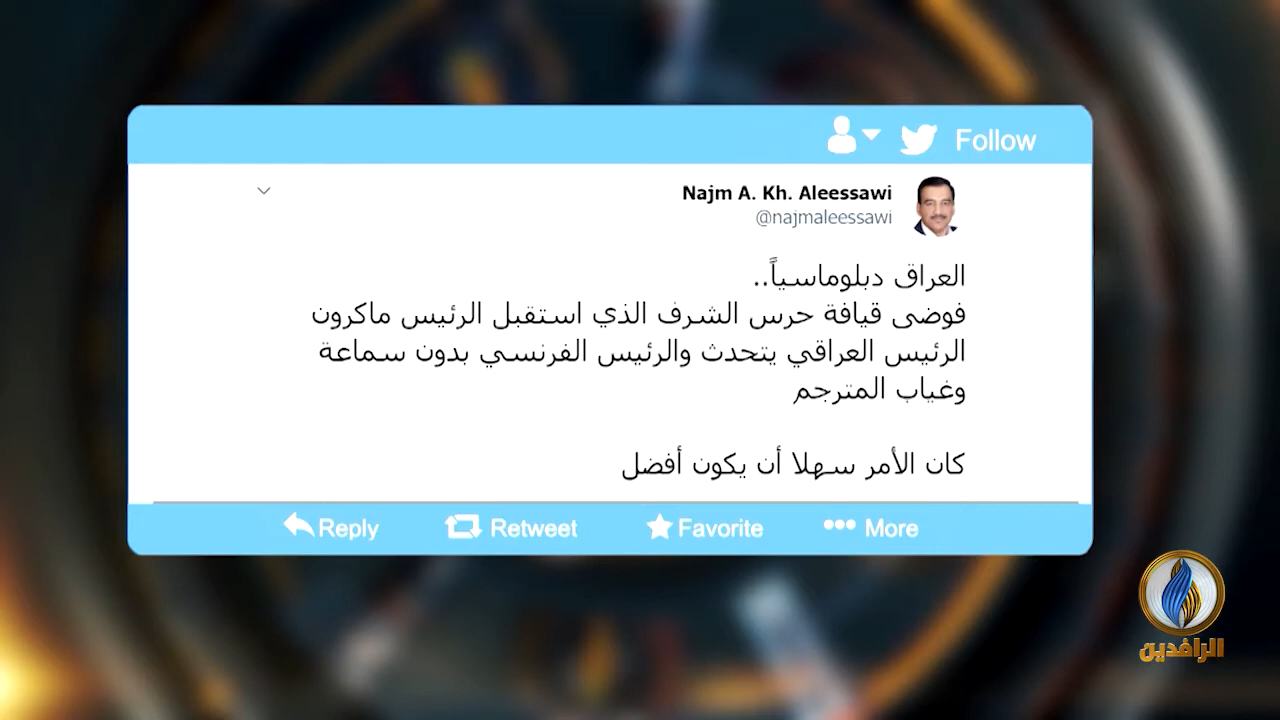 Follow
Najm A. Kh. Aleessawi
@najmaleessawi
العراق دبلوماسياً..
فوضى قيافة حرس الشرف الذي استقبل الرئيس ماكرون
الرئيس العراقي يتحدث والرئيس الفرنسي بدون سماعة
وغياب المترجم
كان الأمر سهلا أن يكون أفضل
Reply Retweet Favorite More
الرافدين